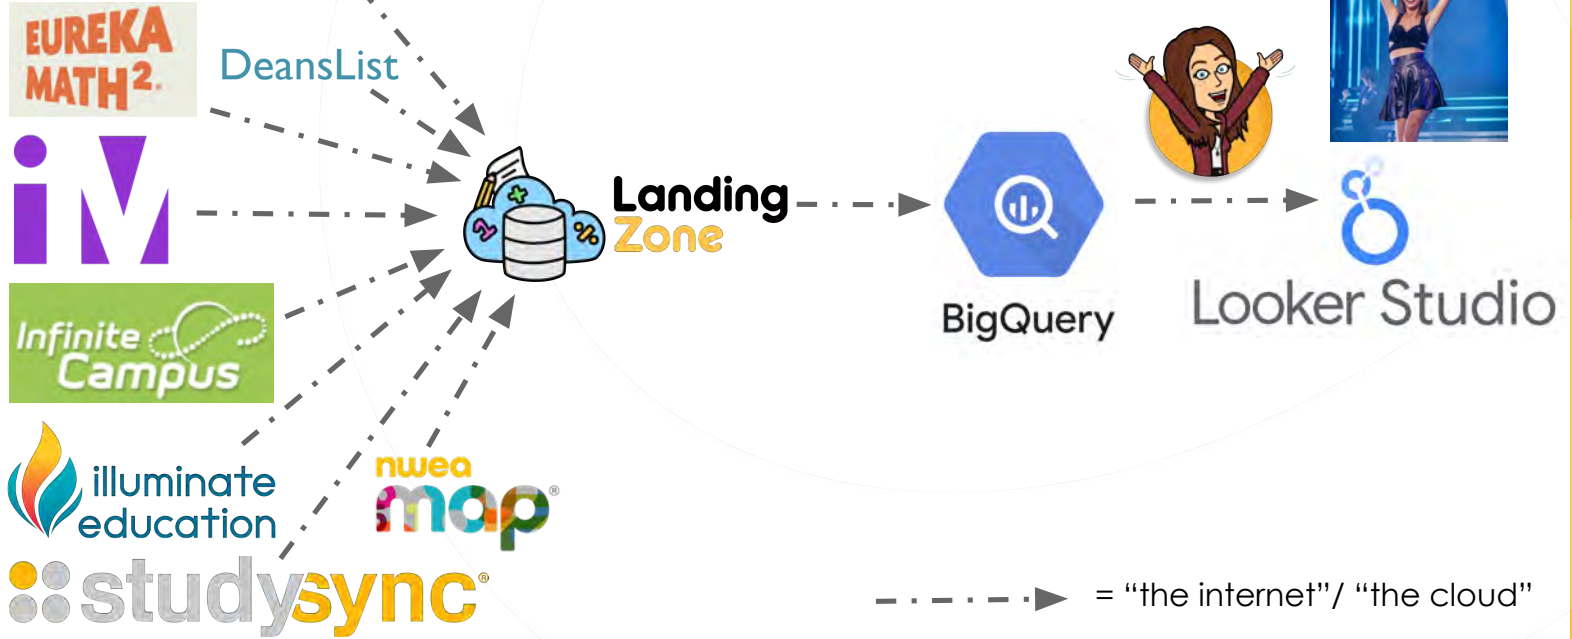 EUREKA
MATH².
DeansList
iM
Landing
Zone
BigQuery
Looker Studio
Infinite
Campus
illuminate
education
nwea
map®
studysync®
= “the internet”/ “the cloud”